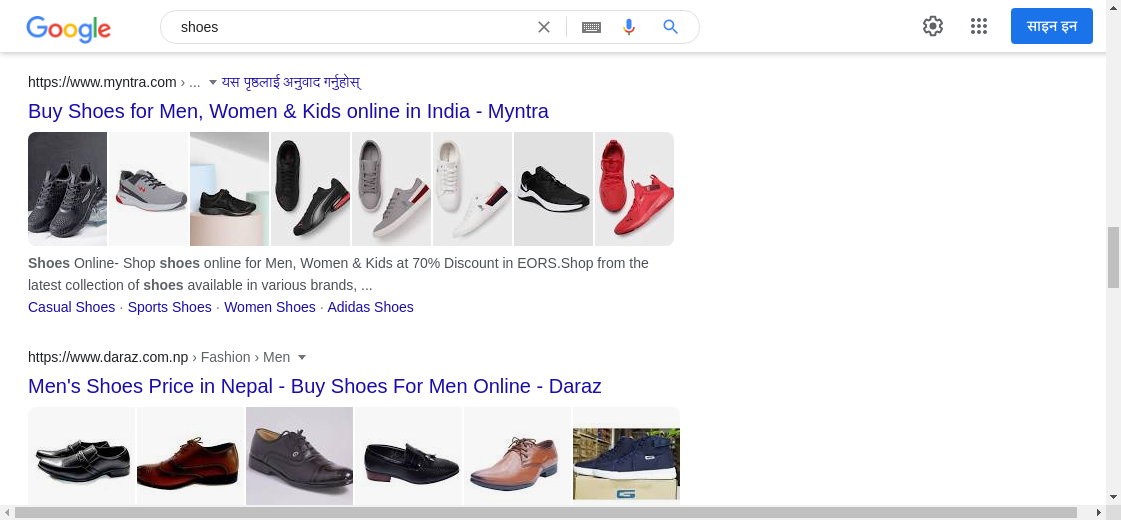 Google
shoes
साइन इन
https://www.myntra.com › ... यस पृष्ठलाई अनुवाद गर्नुहोस्
Buy Shoes for Men, Women & Kids online in India - Myntra
Shoes Online- Shop shoes online for Men, Women & Kids at 70% Discount in EORS.Shop from the
latest collection of shoes available in various brands, ...
Casual Shoes · Sports Shoes · Women Shoes · Adidas Shoes
https://www.daraz.com.np › Fashion › Men
Men's Shoes Price in Nepal - Buy Shoes For Men Online - Daraz